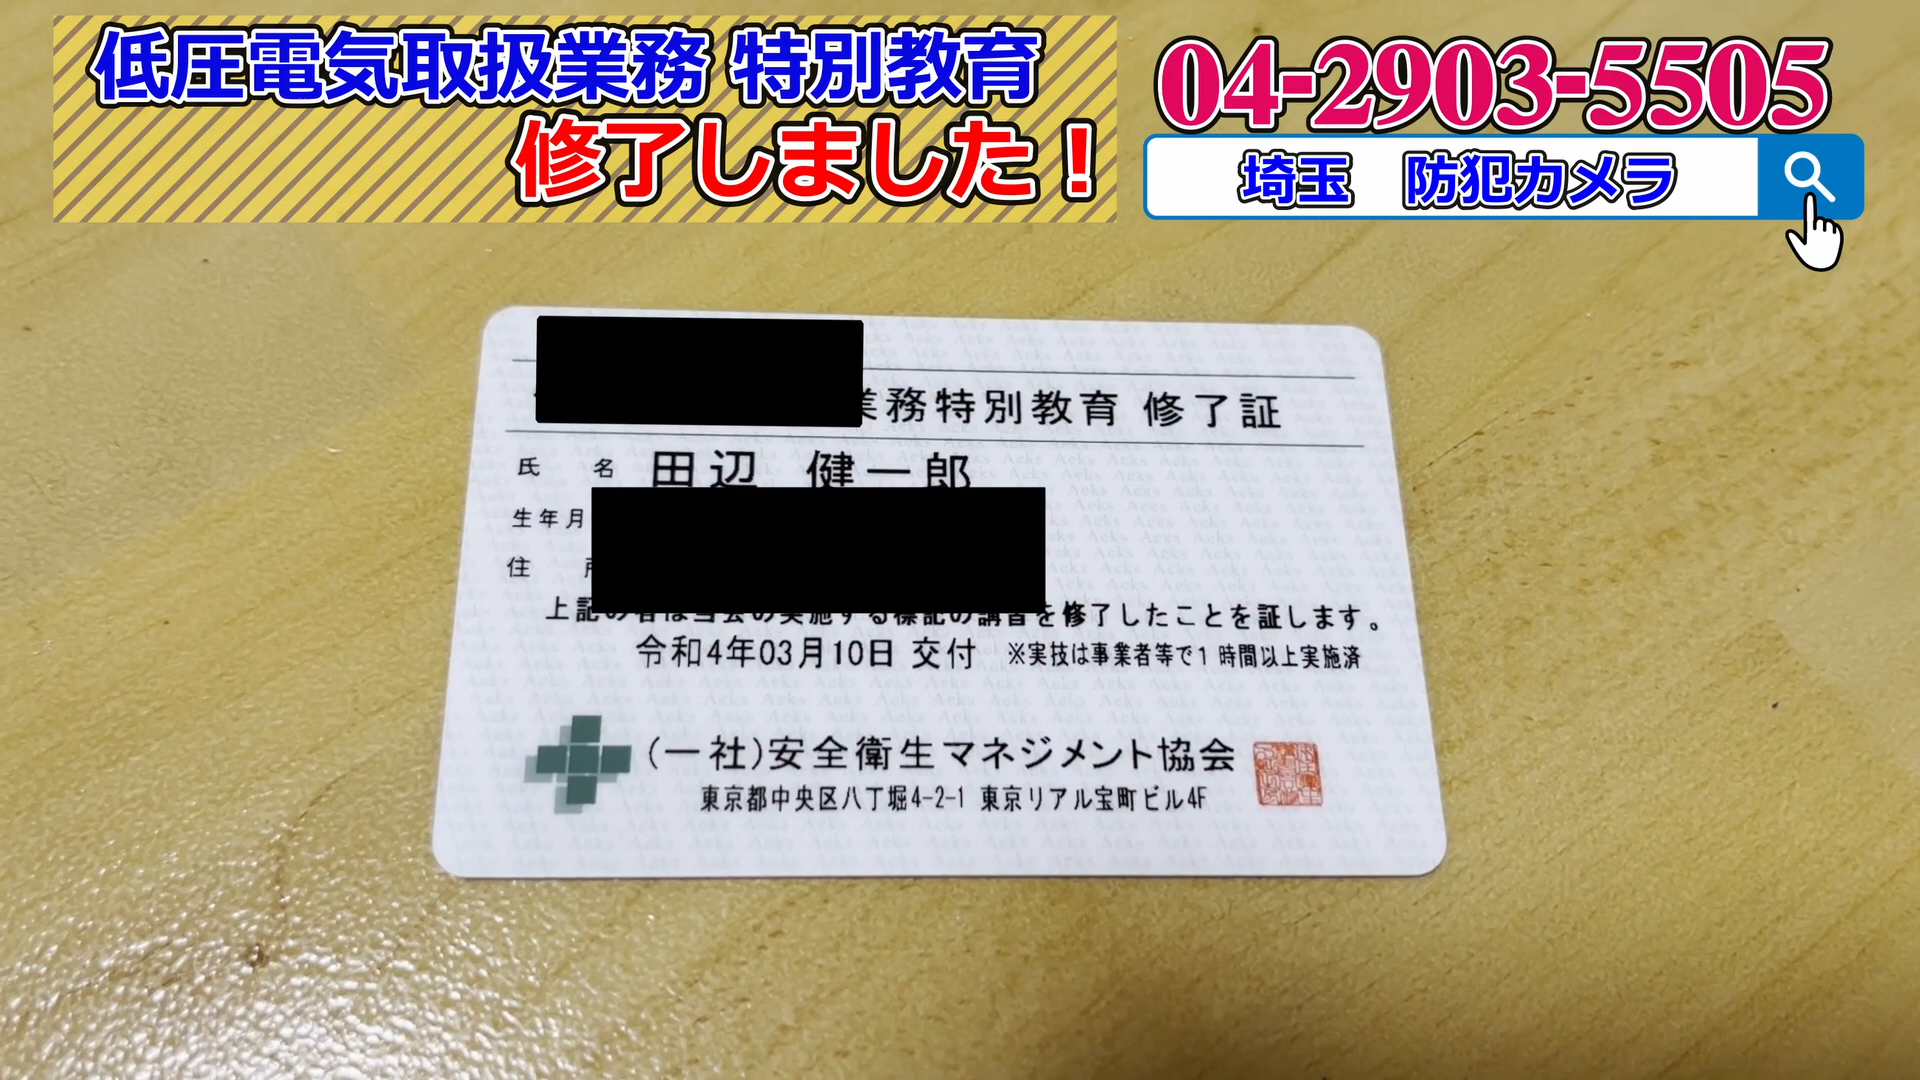 低圧電気取扱業務 特別教育
修了しました！
04-2903-5505
埼玉 防犯カメラ
業務特別教育 修了証
氏 名 田辺 健一郎
生年月
住
上記の者は当会の実施する標記の講習を修了したことを証します。
令和4年03月10日 交付 ※実技は事業者等で1時間以上実施済
(一社)安全衛生マネジメント協会
東京都中央区八丁堀4-2-1 東京リアル宝町ビル4F